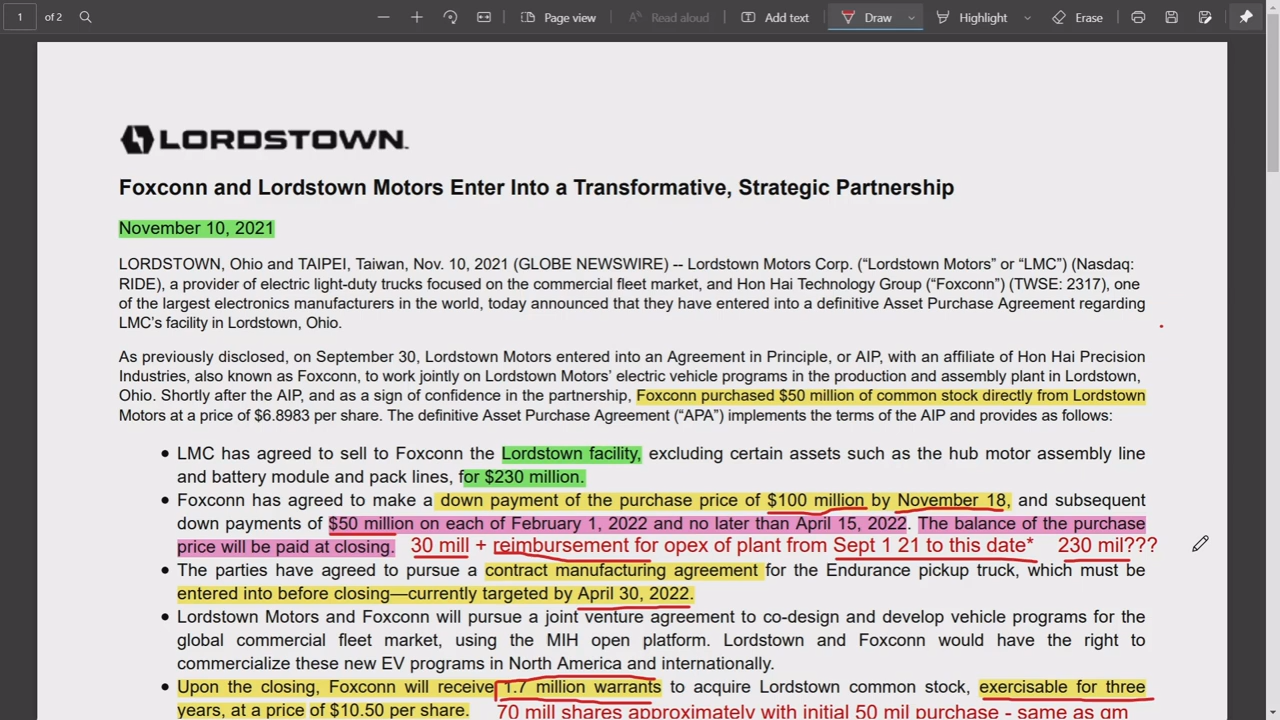 1 of 2 Page view Read aloud Add text Draw Highlight Erase
LORDSTOWN
Foxconn and Lordstown Motors Enter Into a Transformative, Strategic Partnership
November 10, 2021
LORDSTOWN, Ohio and TAIPEI, Taiwan, Nov. 10, 2021 (GLOBE NEWSWIRE) -- Lordstown Motors Corp. (“Lordstown Motors” or “LMC”) (Nasdaq:
RIDE), a provider of electric light-duty trucks focused on the commercial fleet market, and Hon Hai Technology Group (“Foxconn”) (TWSE: 2317), one
of the largest electronics manufacturers in the world, today announced that they have entered into a definitive Asset Purchase Agreement regarding
LMC’s facility in Lordstown, Ohio.
As previously disclosed, on September 30, Lordstown Motors entered into an Agreement in Principle, or AIP, with an affiliate of Hon Hai Precision
Industries, also known as Foxconn, to work jointly on Lordstown Motors’ electric vehicle programs in the production and assembly plant in Lordstown,
Ohio. Shortly after the AIP, and as a sign of confidence in the partnership, Foxconn purchased $50 million of common stock directly from Lordstown
Motors at a price of $6.8983 per share. The definitive Asset Purchase Agreement (“APA”) implements the terms of the AIP and provides as follows:
• LMC has agreed to sell to Foxconn the Lordstown facility, excluding certain assets such as the hub motor assembly line
and battery module and pack lines, for $230 million.
• Foxconn has agreed to make a down payment of the purchase price of $100 million by November 18, and subsequent
down payments of $50 million on each of February 1, 2022 and no later than April 15, 2022. The balance of the purchase
price will be paid at closing. 30 mill + reimbursement for opex of plant from Sept 1 21 to this date* 230 mil???
• The parties have agreed to pursue a contract manufacturing agreement for the Endurance pickup truck, which must be
entered into before closing—currently targeted by April 30, 2022.
• Lordstown Motors and Foxconn will pursue a joint venture agreement to co-design and develop vehicle programs for the
global commercial fleet market, using the MIH open platform. Lordstown and Foxconn would have the right to
commercialize these new EV programs in North America and internationally.
• Upon the closing, Foxconn will receive 1.7 million warrants to acquire Lordstown common stock, exercisable for three
years, at a price of $10.50 per share. 70 mill shares approximately with initial 50 mil purchase - same as gm